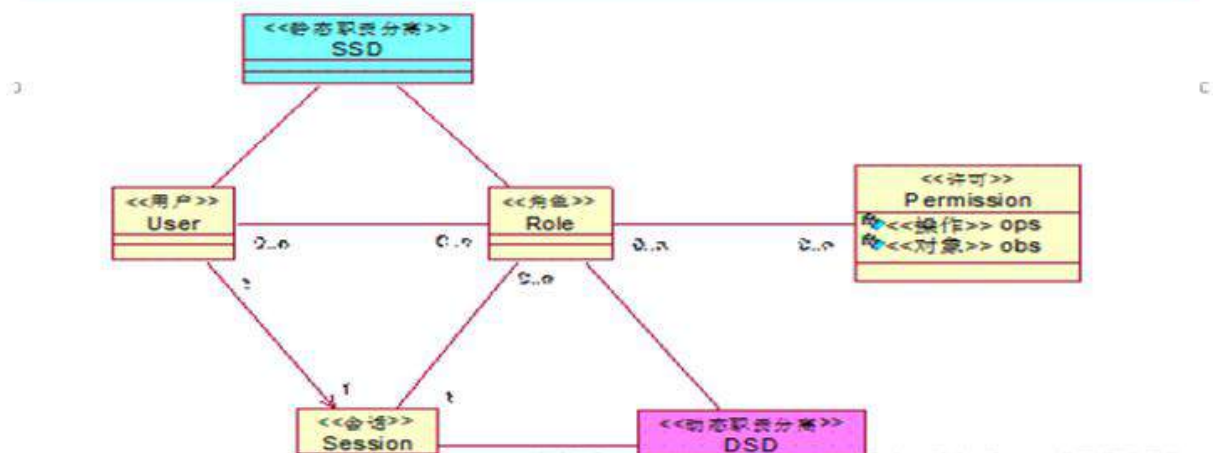 <<静态职责分离>>
SSD
<<用户>>
User
<<角色>>
Role
<<许可>>
Permission
<<操作>> ops
<<对象>> obs
0..n
0..n
0..n
0..n
0..n
1
1
<<会话>>
Session
<<动态职责分离>>
DSD